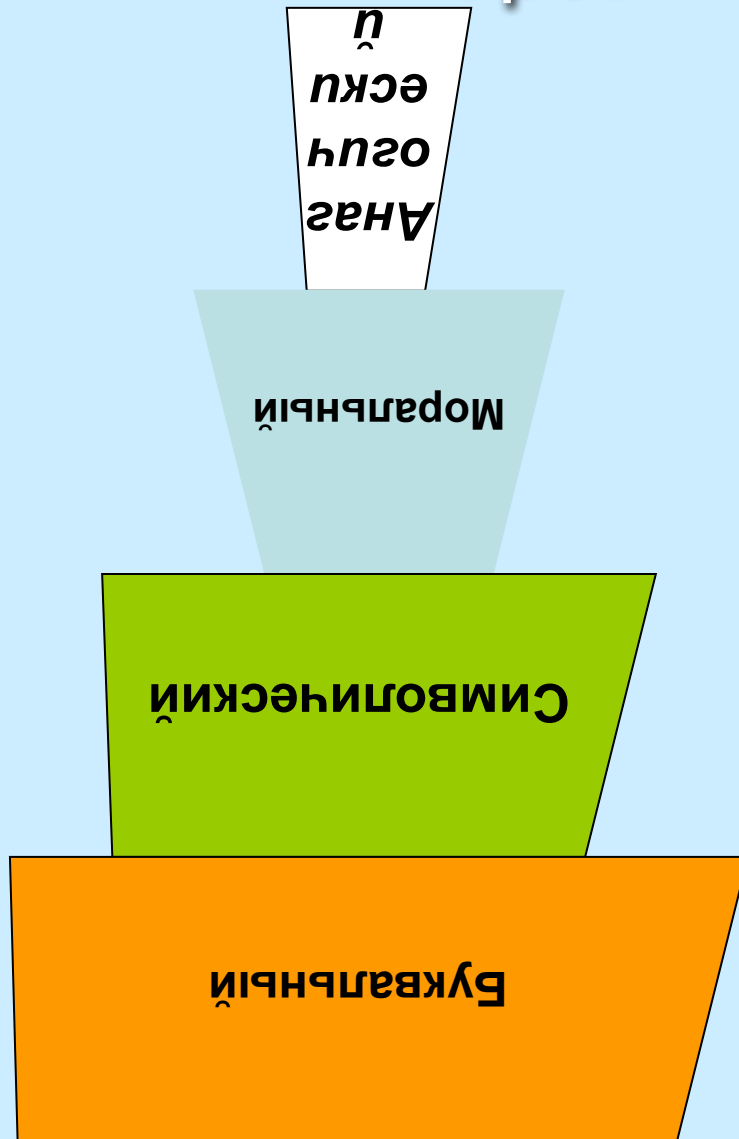 Буквальный
Символический
Моральный
Анаг
огич
ески
й